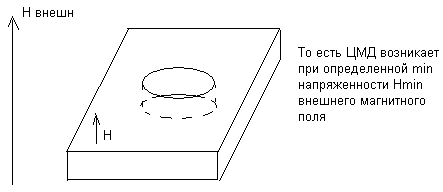 H внешн
То есть ЦМД возникает
при определенной min
напряженности Hmin
внешнего магнитного
поля
H